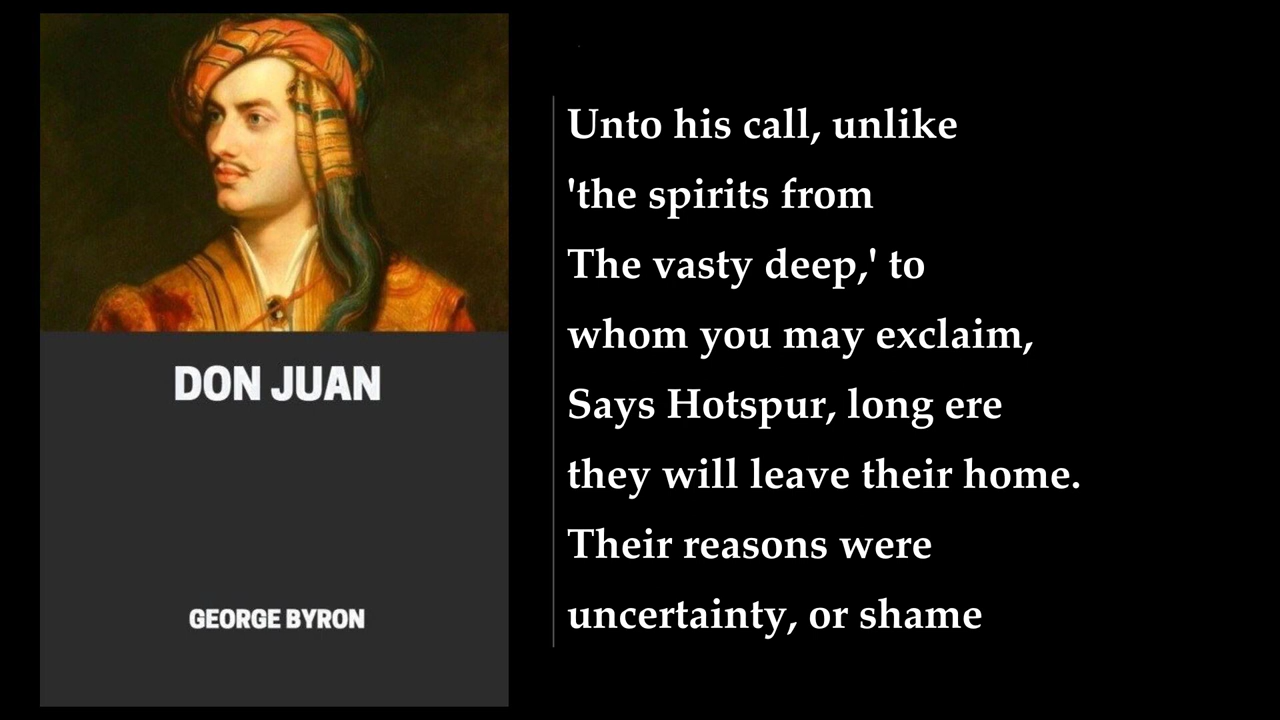 DON JUAN
GEORGE BYRON
Unto his call, unlike
'the spirits from
The vasty deep,' to
whom you may exclaim,
Says Hotspur, long ere
they will leave their home.
Their reasons were
uncertainty, or shame